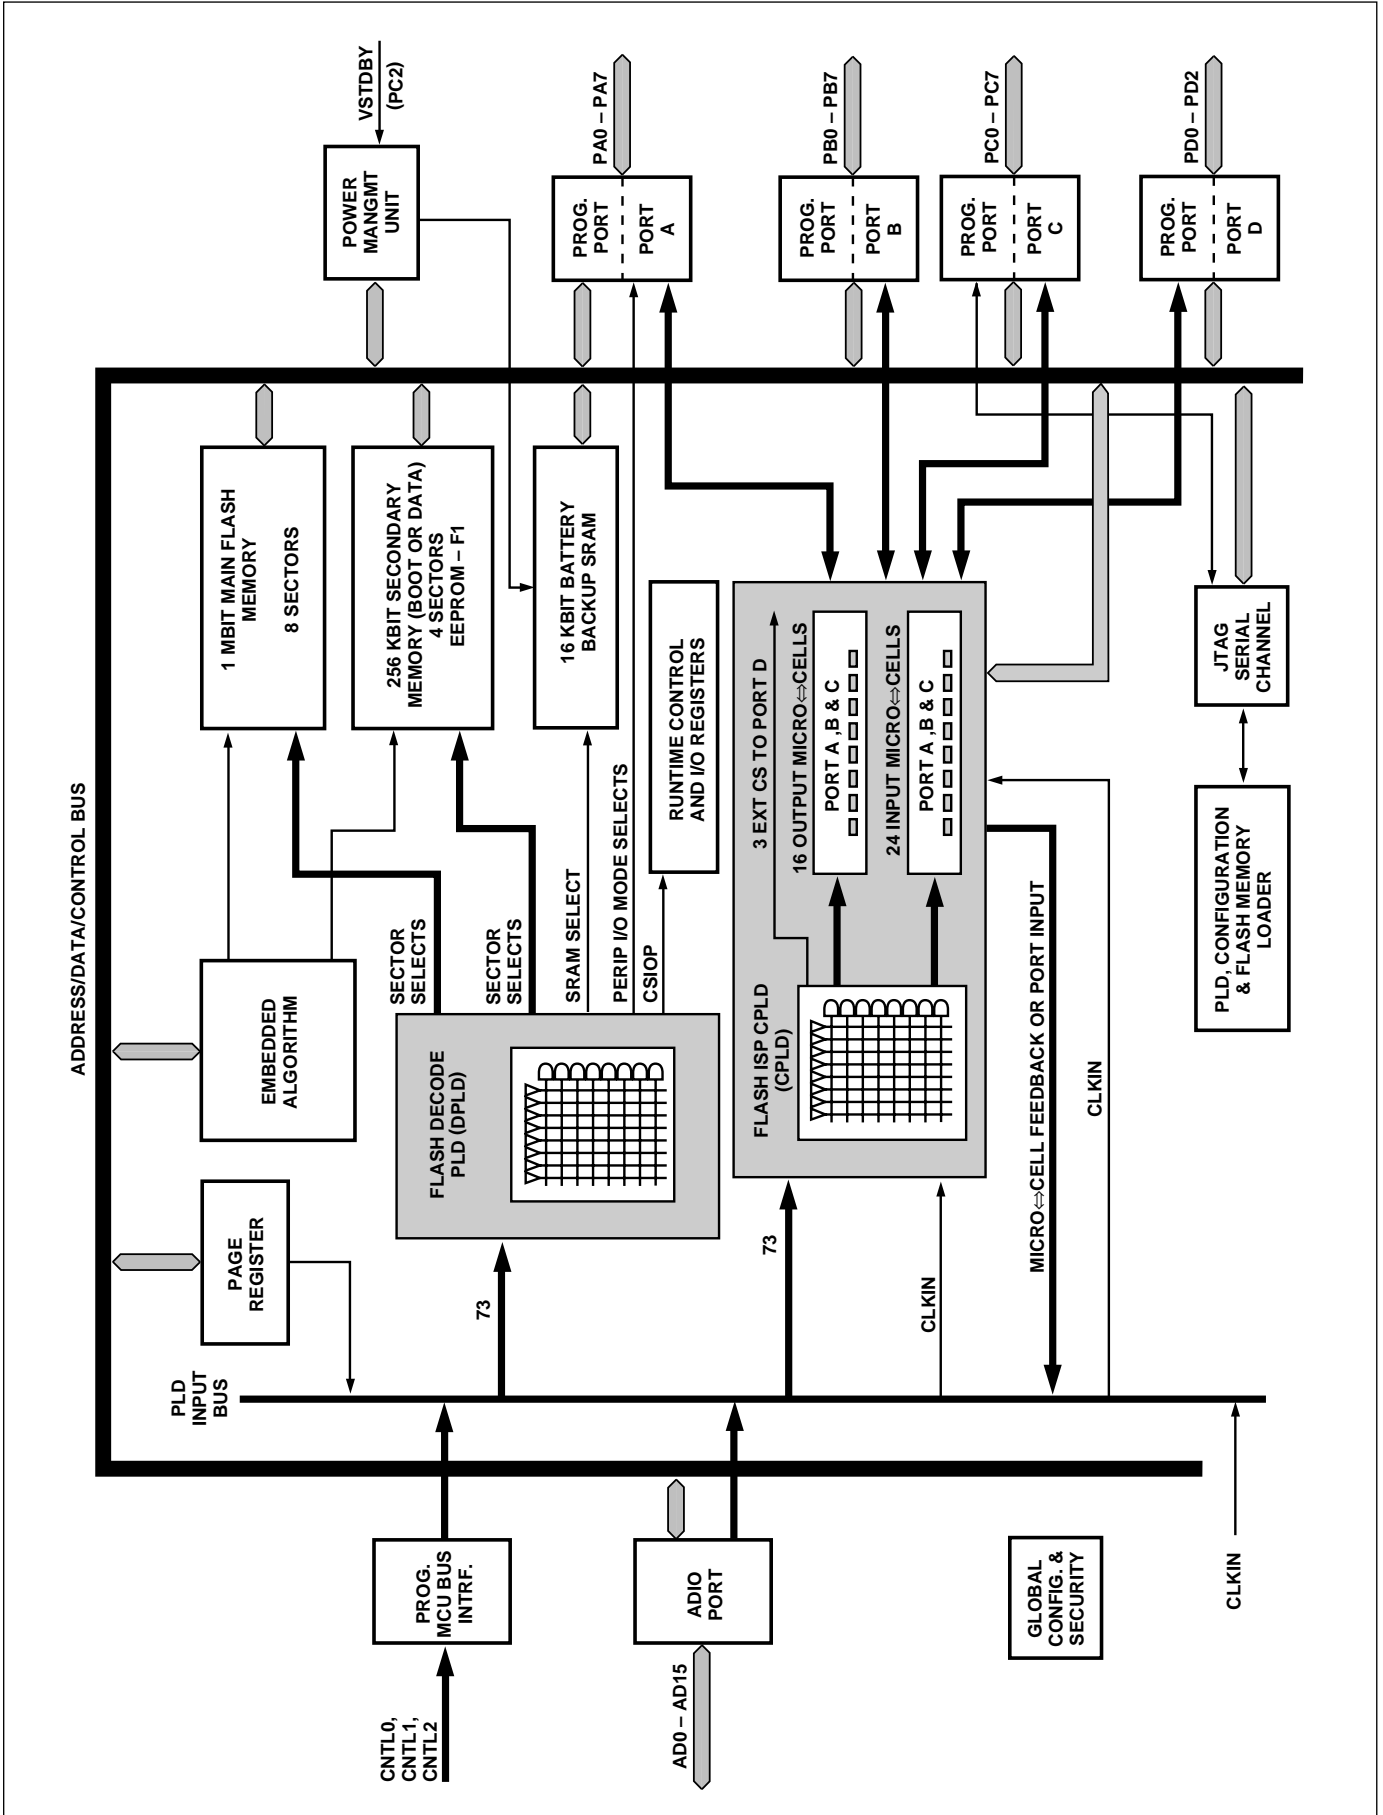 ADDRESS/DATA/CONTROL BUS
CNTL0,
CNTL1,
CNTL2
PROG.
MCU BUS
INTRF.
AD0 – AD15
ADIO
PORT
GLOBAL
CONFIG. &
SECURITY
CLKIN
PLD
INPUT
BUS
PAGE
REGISTER
73
73
CLKIN
EMBEDDED
ALGORITHM
FLASH DECODE
PLD (DPLD)
FLASH ISP CPLD
(CPLD)
SECTOR
SELECTS
SECTOR
SELECTS
SRAM SELECT
PERIP I/O MODE SELECTS
CSIOP
3 EXT CS TO PORT D
16 OUTPUT MICRO⇔CELLS
PORT A ,B & C
24 INPUT MICRO⇔CELLS
PORT A ,B & C
MICRO⇔CELL FEEDBACK OR PORT INPUT
CLKIN
PLD, CONFIGURATION
& FLASH MEMORY
LOADER
1 MBIT MAIN FLASH
MEMORY
8 SECTORS
256 KBIT SECONDARY
MEMORY (BOOT OR DATA)
4 SECTORS
EEPROM – F1
16 KBIT BATTERY
BACKUP SRAM
RUNTIME CONTROL
AND I/O REGISTERS
JTAG
SERIAL
CHANNEL
VSTDBY
(PC2)
POWER
MANGMT
UNIT
PA0 – PA7
PROG.
PORT
PORT
A
PB0 – PB7
PROG.
PORT
PORT
B
PC0 – PC7
PROG.
PORT
PORT
C
PD0 – PD2
PROG.
PORT
PORT
D